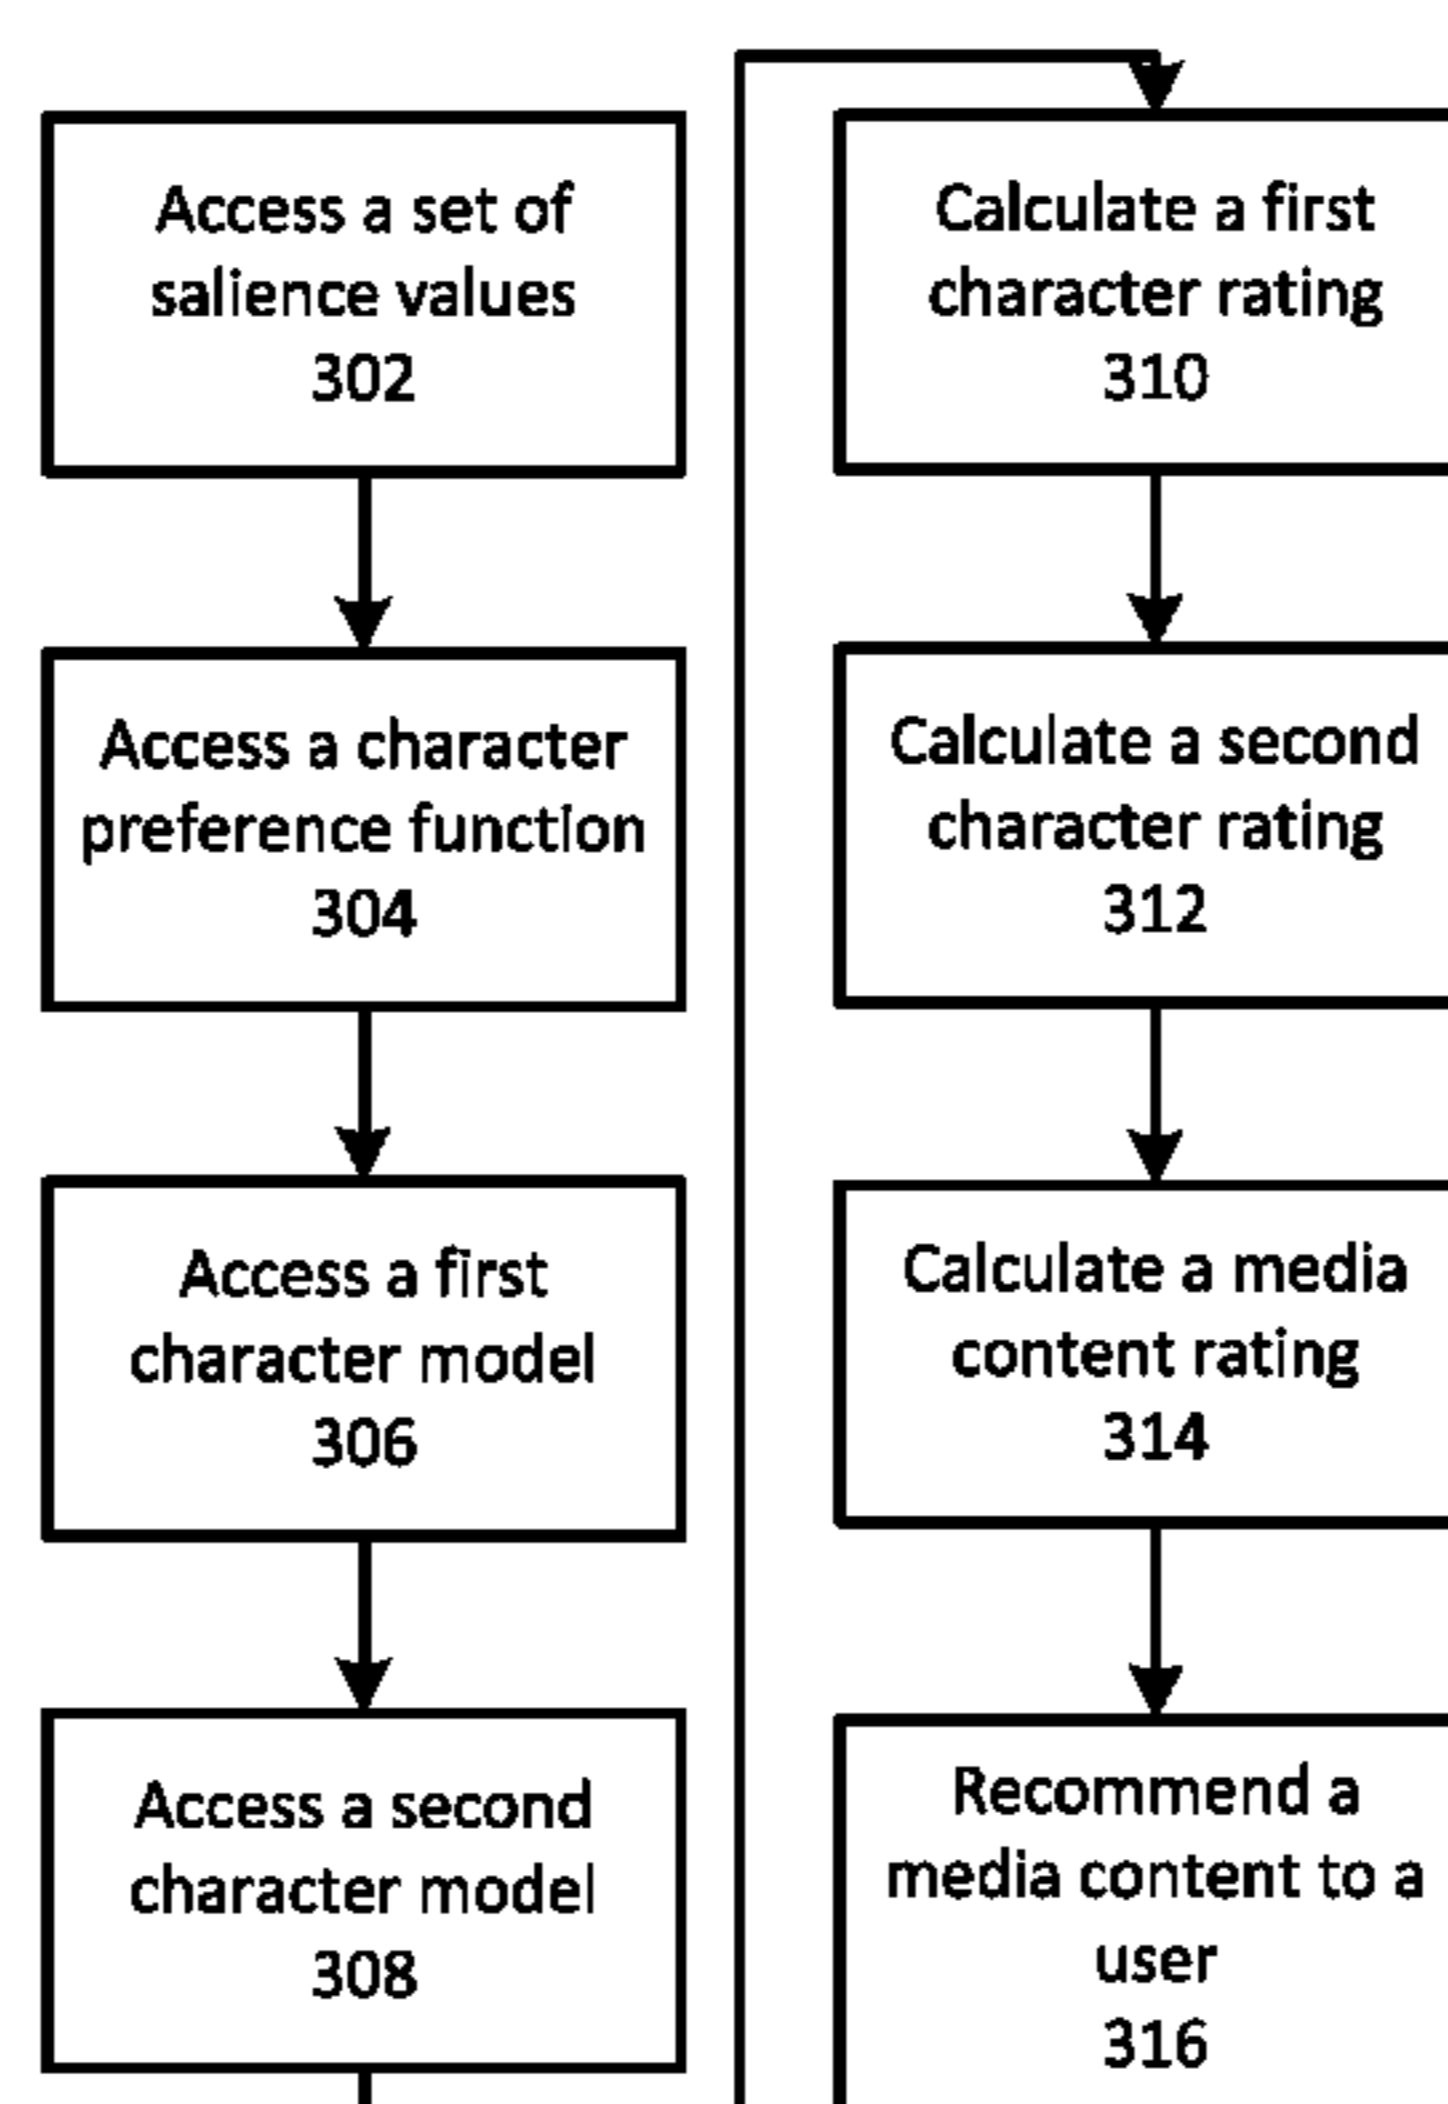 Access a set of
salience values
302
Access a character
preference function
304
Access a first
character model
306
Access a second
character model
308
Calculate a first
character rating
310
Calculate a second
character rating
312
Calculate a media
content rating
314
Recommend a
media content to a
user
316